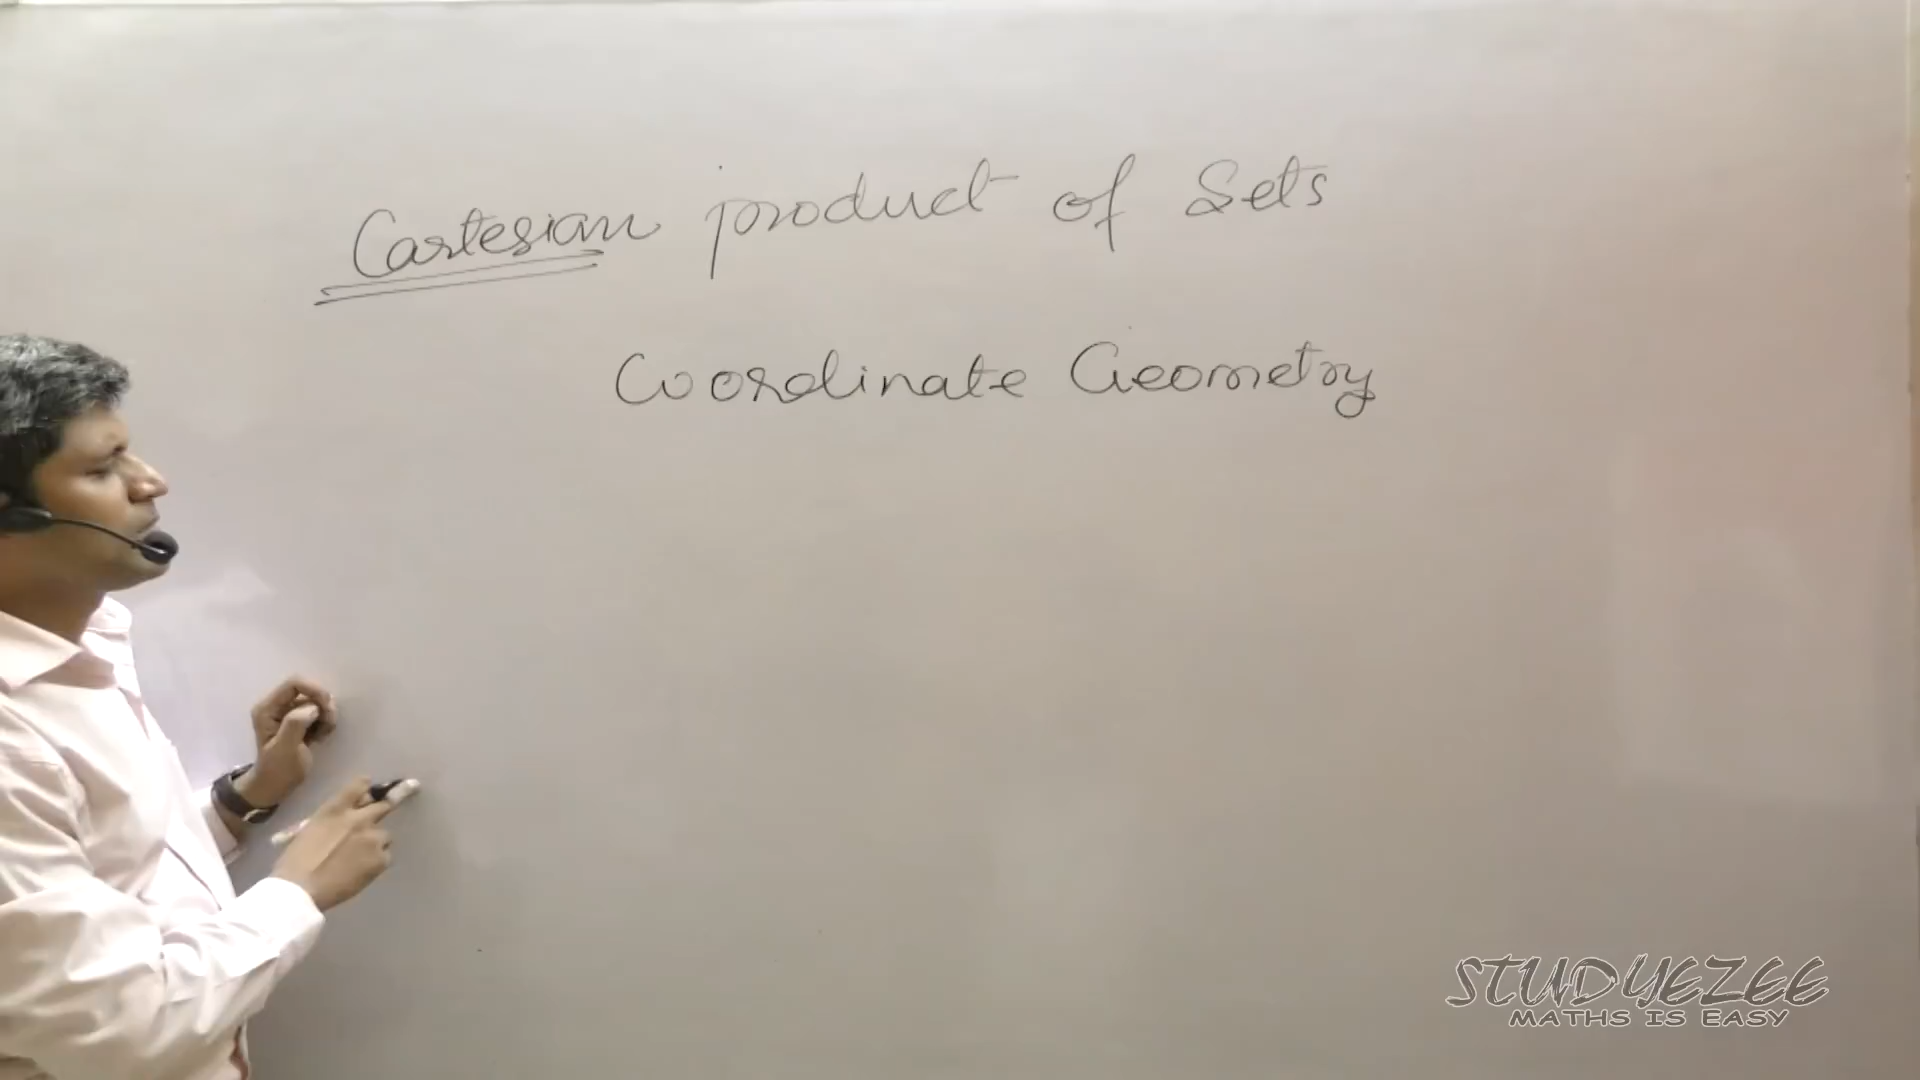 Cartesian product of Sets
Coordinate Geometry
STUDYEZEE
MATHS IS EASY